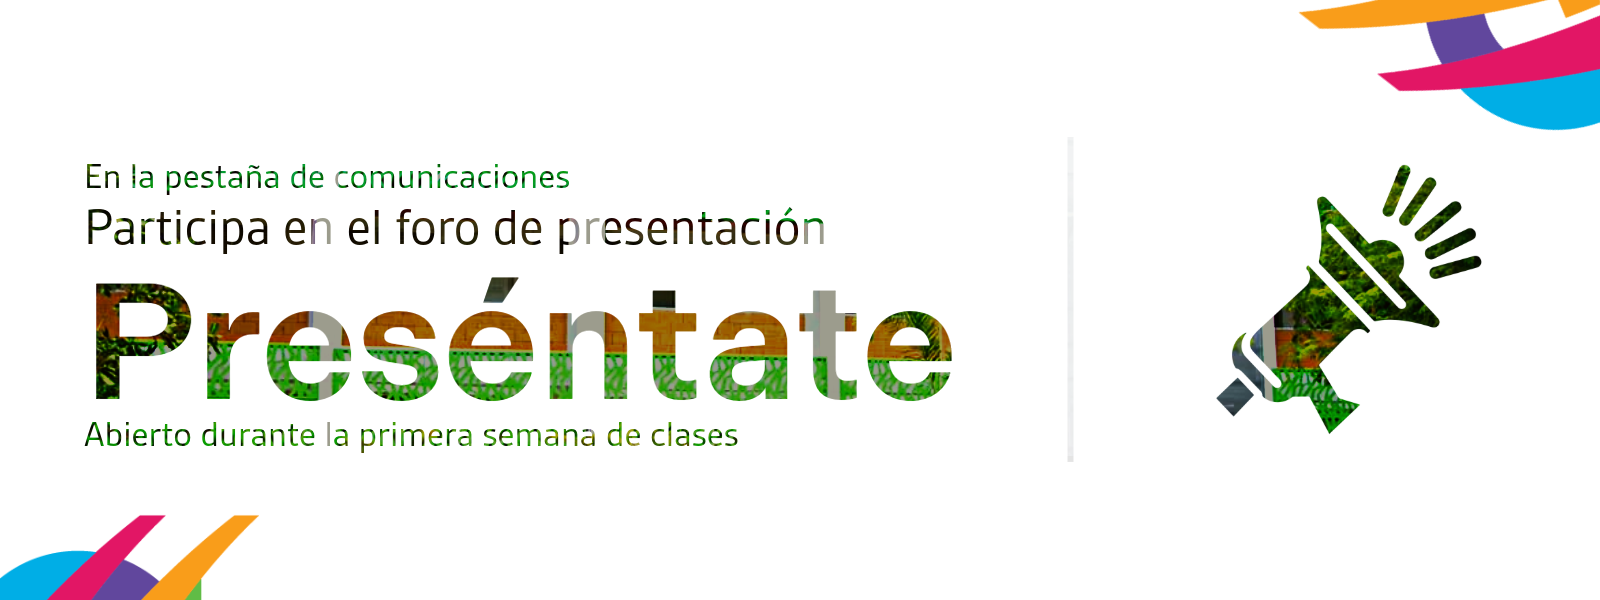 En la pestaña de comunicaciones
Participa en el foro de presentación
Preséntate
Abierto durante la primera semana de clases